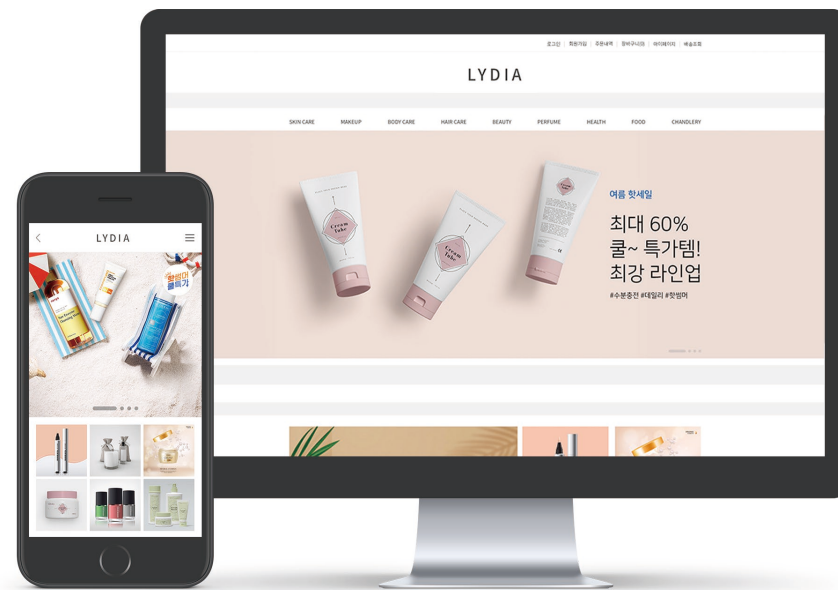 로그인 회원가입 주문내역 장바구니(0) 마이페이지 배송조회
LYDIA
SKIN CARE MAKEUP BODY CARE HAIR CARE BEAUTY PERFUME HEALTH FOOD CHANDLERY
Cream
Tube
Cream
Tube
Cream
Tube
여름 핫세일
최대 60%
쿨~ 특가템!
최강 라인업
#수분충전 #데일리 #핫썸머
LYDIA
핫썸머
쿨특가